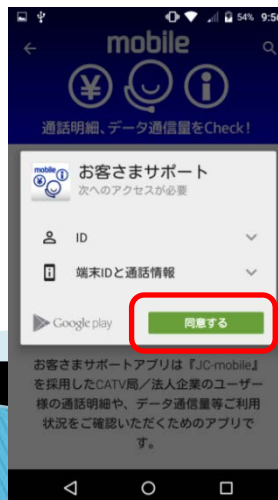 54% 9:50
mobile
通話明細、データ通信量をCheck!
mobile
お客さまサポート
次へのアクセスが必要
ID
端末IDと通話情報
Google play
同意する
お客さまサポートアプリは『JC-mobile』
を採用したCATV局／法人企業のユーザー
様の通話明細や、データ通信量等ご利用
状況をご確認いただくためのアプリで
す。